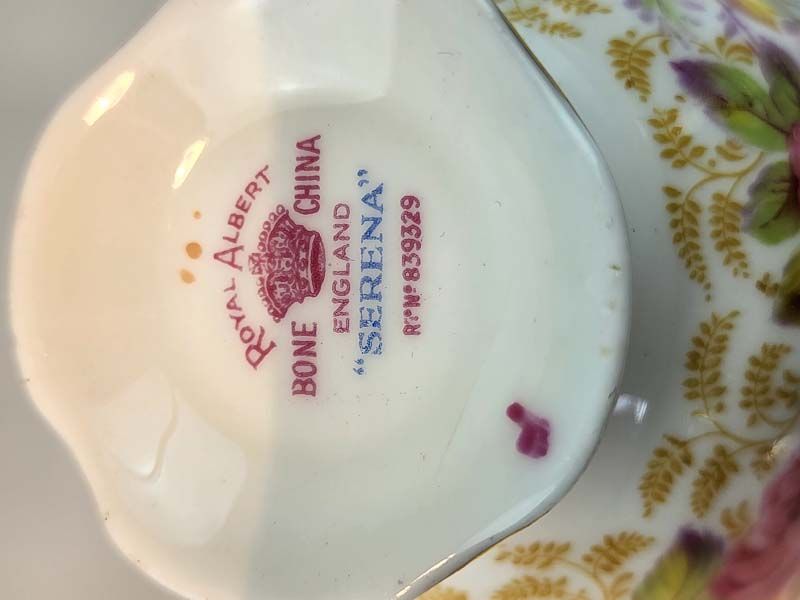 ROYAL ALBERT
BONE CHINA
ENGLAND
"SERENA"
Rᵈ Nº 839329